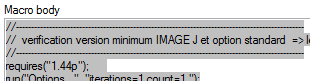 Macro body
//--------------------------------------------------------------------------------
// verification version minimum IMAGE J et option standard =>
//--------------------------------------------------------------------------------
requires("1.44p");
run("Options...", "iterations=1 count=1 ");